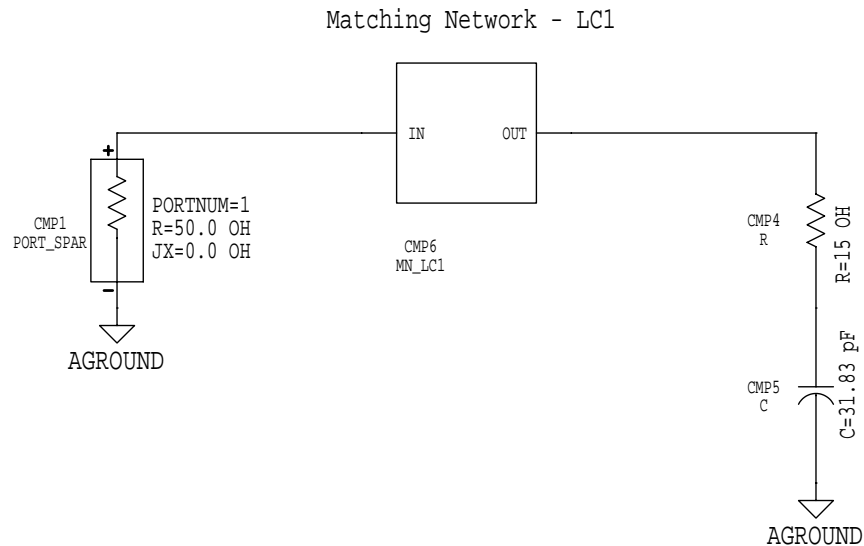 Matching Network - LC1
IN
OUT
+
CMP1
PORT_SPAR
PORTNUM=1
R=50.0 OH
JX=0.0 OH
-
AGROUND
CMP6
MN_LC1
CMP4
R
R=15 OH
CMP5
C
C=31.83 pF
AGROUND